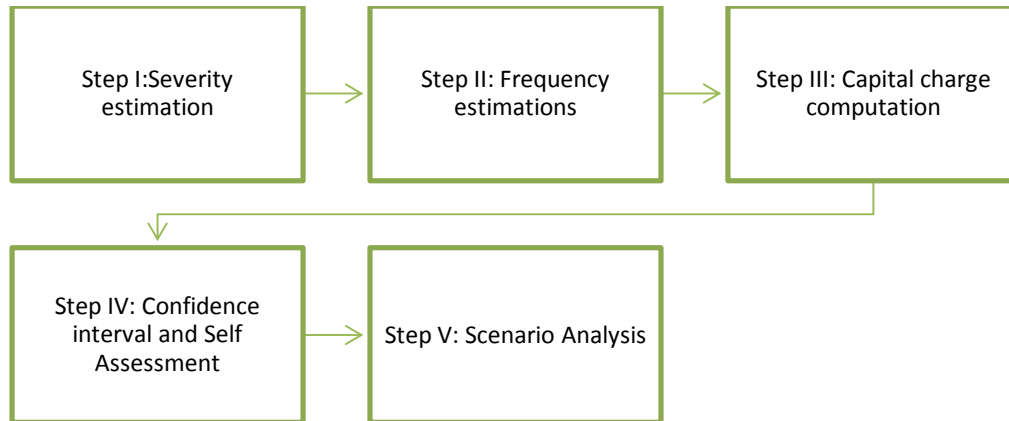 Step I:Severity
estimation
Step II: Frequency
estimations
Step III: Capital charge
computation
Step IV: Confidence
interval and Self
Assessment
Step V: Scenario Analysis